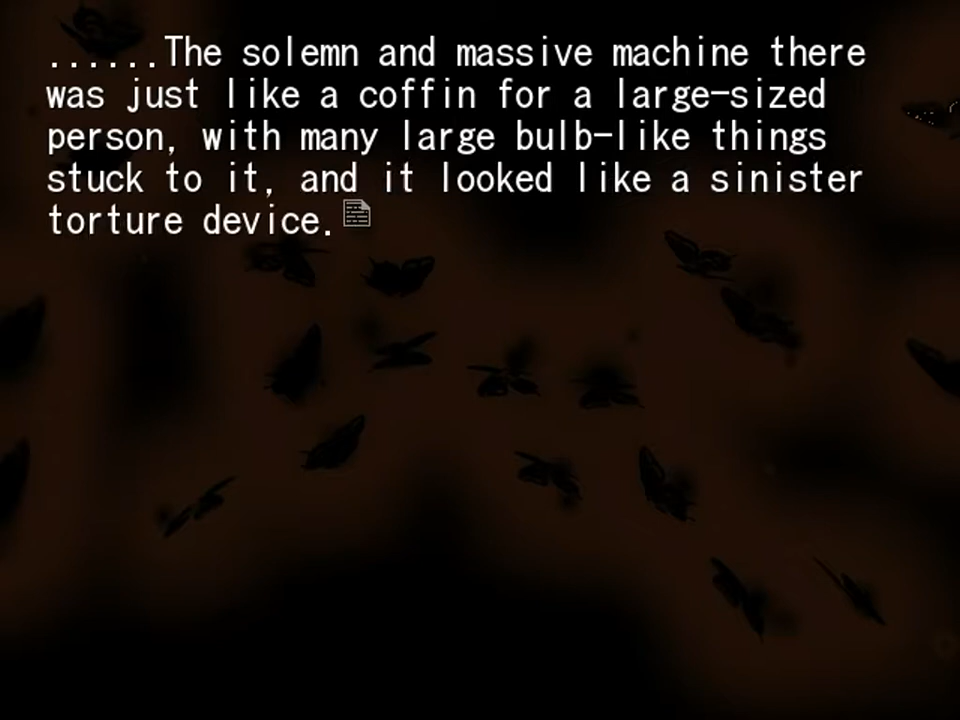 ......The solemn and massive machine there
was just like a coffin for a large-sized
person, with many large bulb-like things
stuck to it, and it looked like a sinister
torture device.